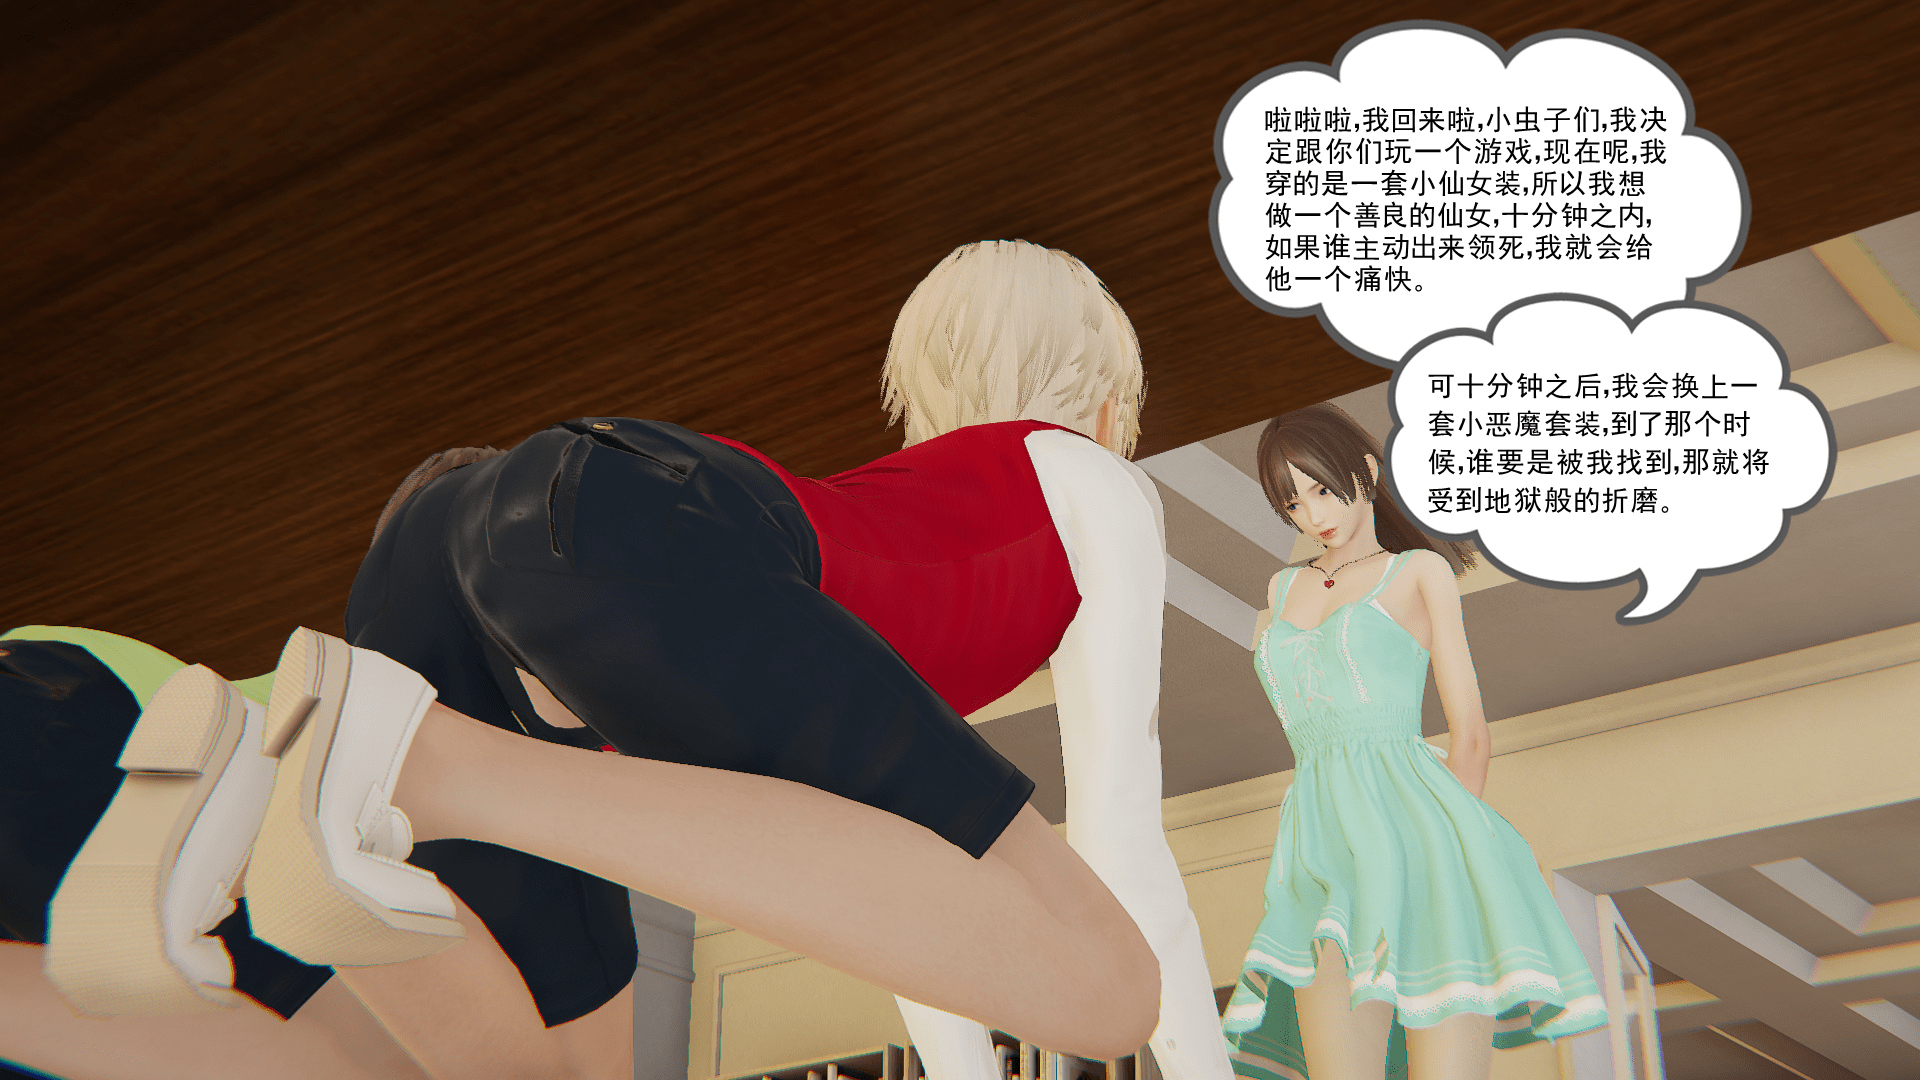 啦啦啦,我回来啦,小虫子们,我决
定跟你们玩一个游戏,现在呢,我
穿的是一套小仙女装,所以我想
做一个善良的仙女,十分钟之内,
如果谁主动出来领死,我就会给
他一个痛快。
可十分钟之后,我会换上一
套小恶魔套装,到了那个时
候,谁要是被我找到,那就将
受到地狱般的折磨。